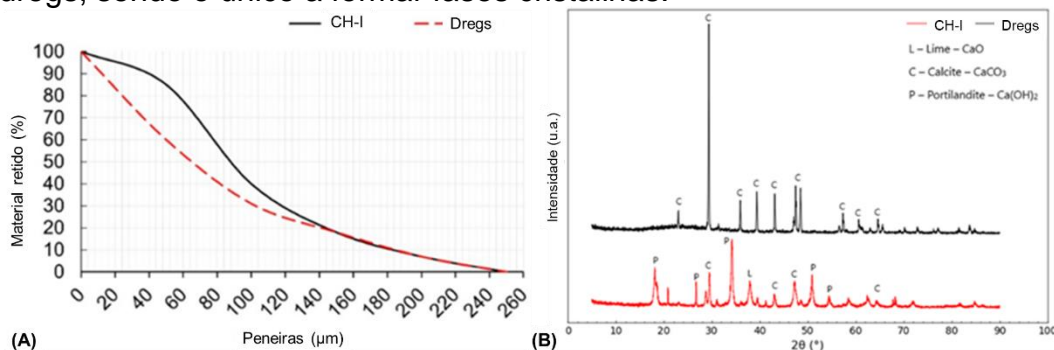 dregs, sendo o único a formar fases cristalinas.
CH-I Dregs
100
90
80
70
60
50
40
30
20
10
0
Material retido (%)
0 20 40 60 80 100 120 140 160 180 200 220 240 260
Peneiras (µm)
(A)
CH-I Dregs
L – Lime – CaO
C – Calcite – CaCO₃
P – Portilandite – Ca(OH)₂
Intensidade (u.a.)
C
C C C C C C C C
P P C P L C C P P C
0 10 20 30 40 50 60 70 80 90 100
2θ (°)
(B)